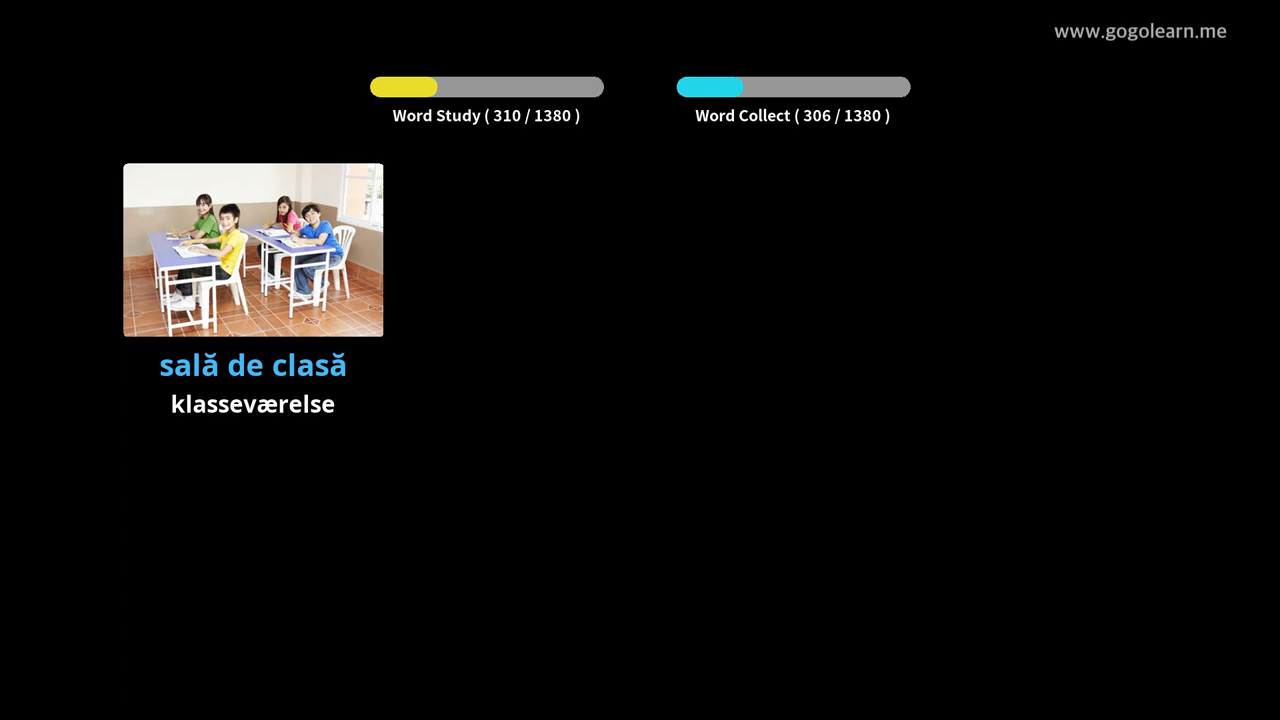 www.gogolearn.me
Word Study ( 310 / 1380 )
Word Collect ( 306 / 1380 )
sală de clasă
klasseværelse